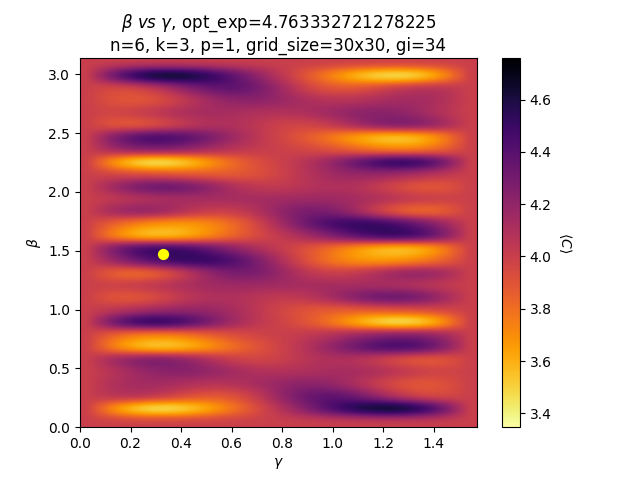 β vs γ, opt_exp=4.763332721278225
n=6, k=3, p=1, grid_size=30x30, gi=34
3.0
2.5
2.0
1.5
1.0
0.5
0.0
β
0.0 0.2 0.4 0.6 0.8 1.0 1.2 1.4
γ
4.6
4.4
4.2
4.0
3.8
3.6
3.4
⟨C⟩